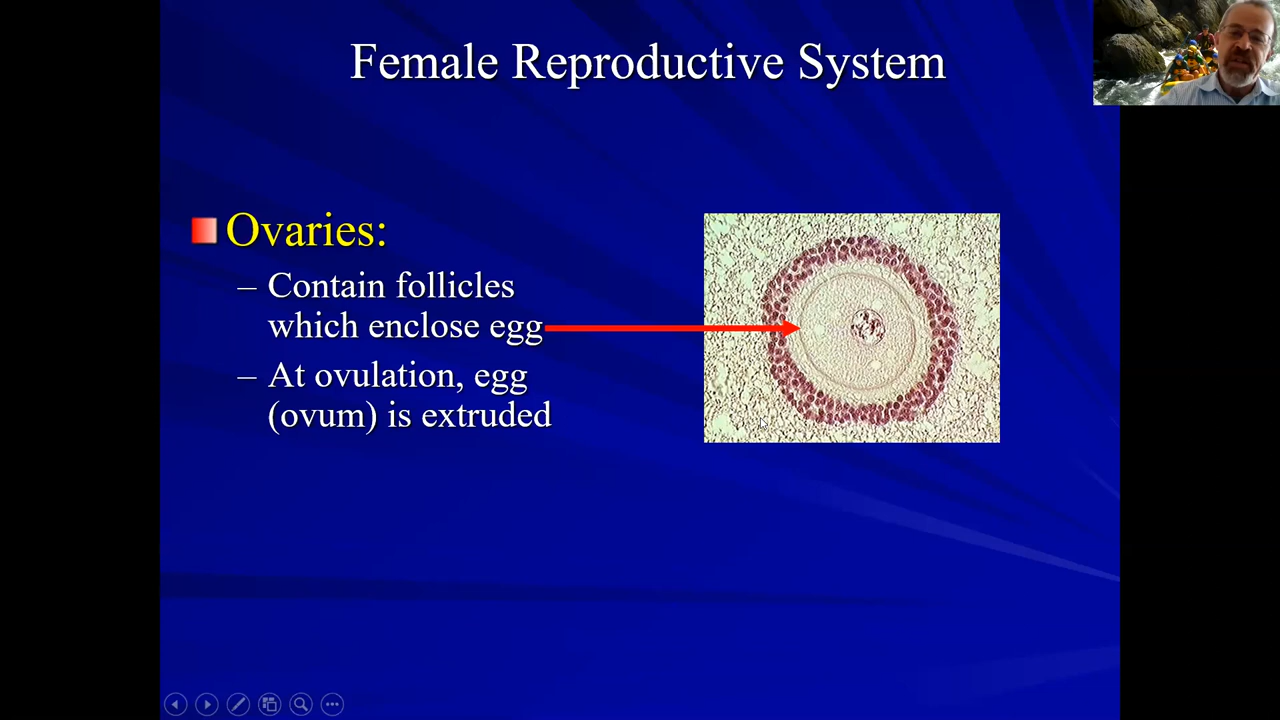 Female Reproductive System
Ovaries:
– Contain follicles
which enclose egg
– At ovulation, egg
(ovum) is extruded